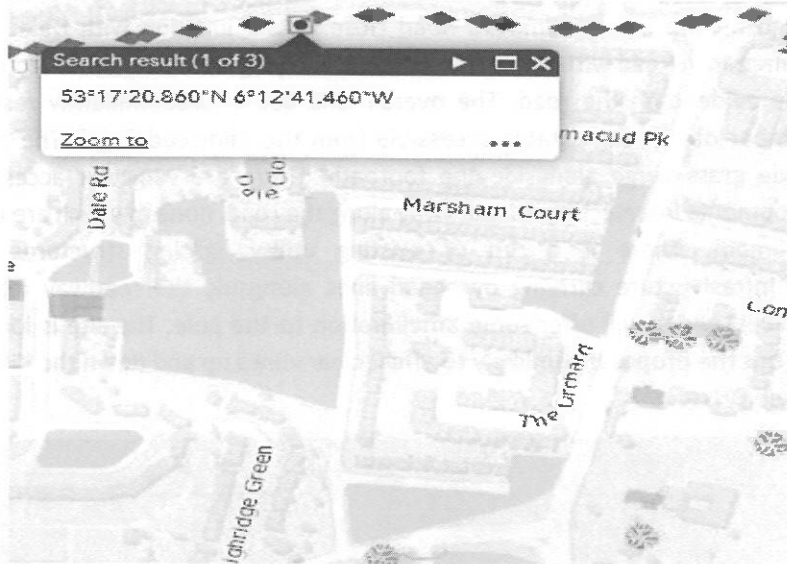 Search result (1 of 3)
53°17'20.860"N 6°12'41.460"W
Zoom to
macud Pk
Dale Rd
Marsham Court
The Orchard